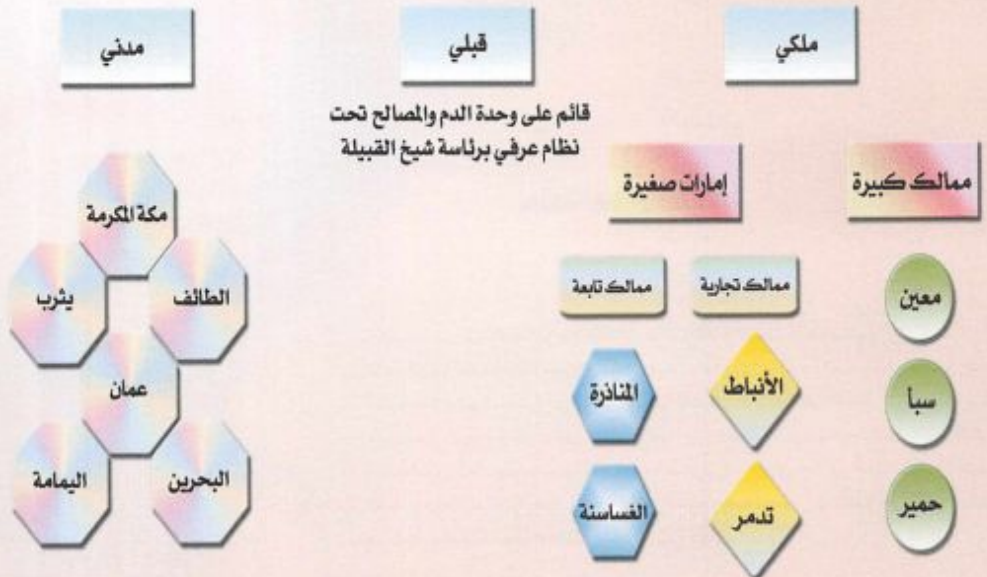 ملكي
قبلي
مدني
قائم على وحدة الدم والمصالح تحت
نظام عرفي برئاسة شيخ القبيلة
ممالك كبيرة
إمارات صغيرة
ممالك تجارية
ممالك تابعة
معين
سبأ
حمير
الأنباط
تدمر
المناذرة
الغساسنة
مكة المكرمة
الطائف
يثرب
عمان
البحرين
اليمامة